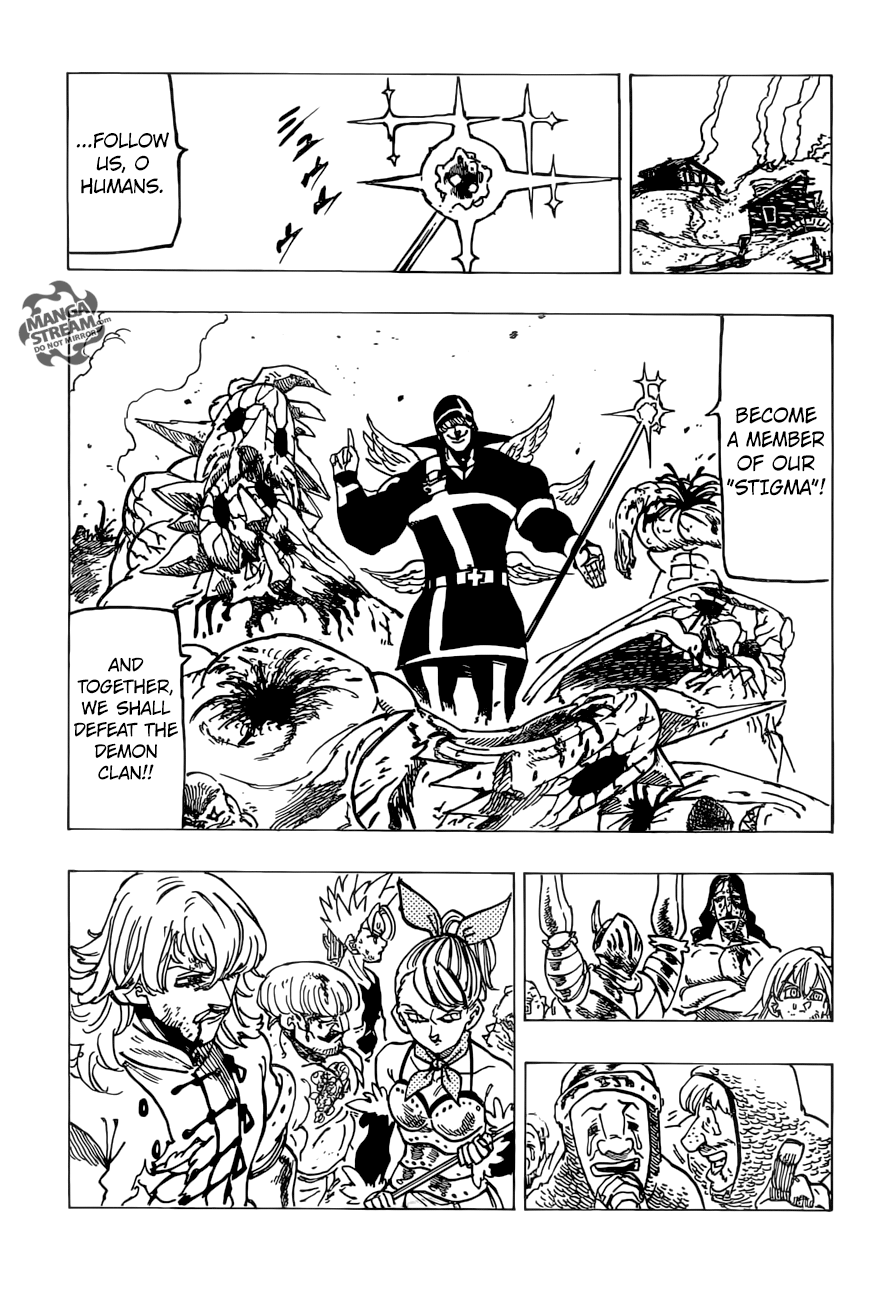 ...FOLLOW
US, O
HUMANS.
MANGA
STREAM.com
DO NOT MIRROR
BECOME
A MEMBER
OF OUR
"STIGMA"!
AND
TOGETHER,
WE SHALL
DEFEAT THE
DEMON
CLAN!!